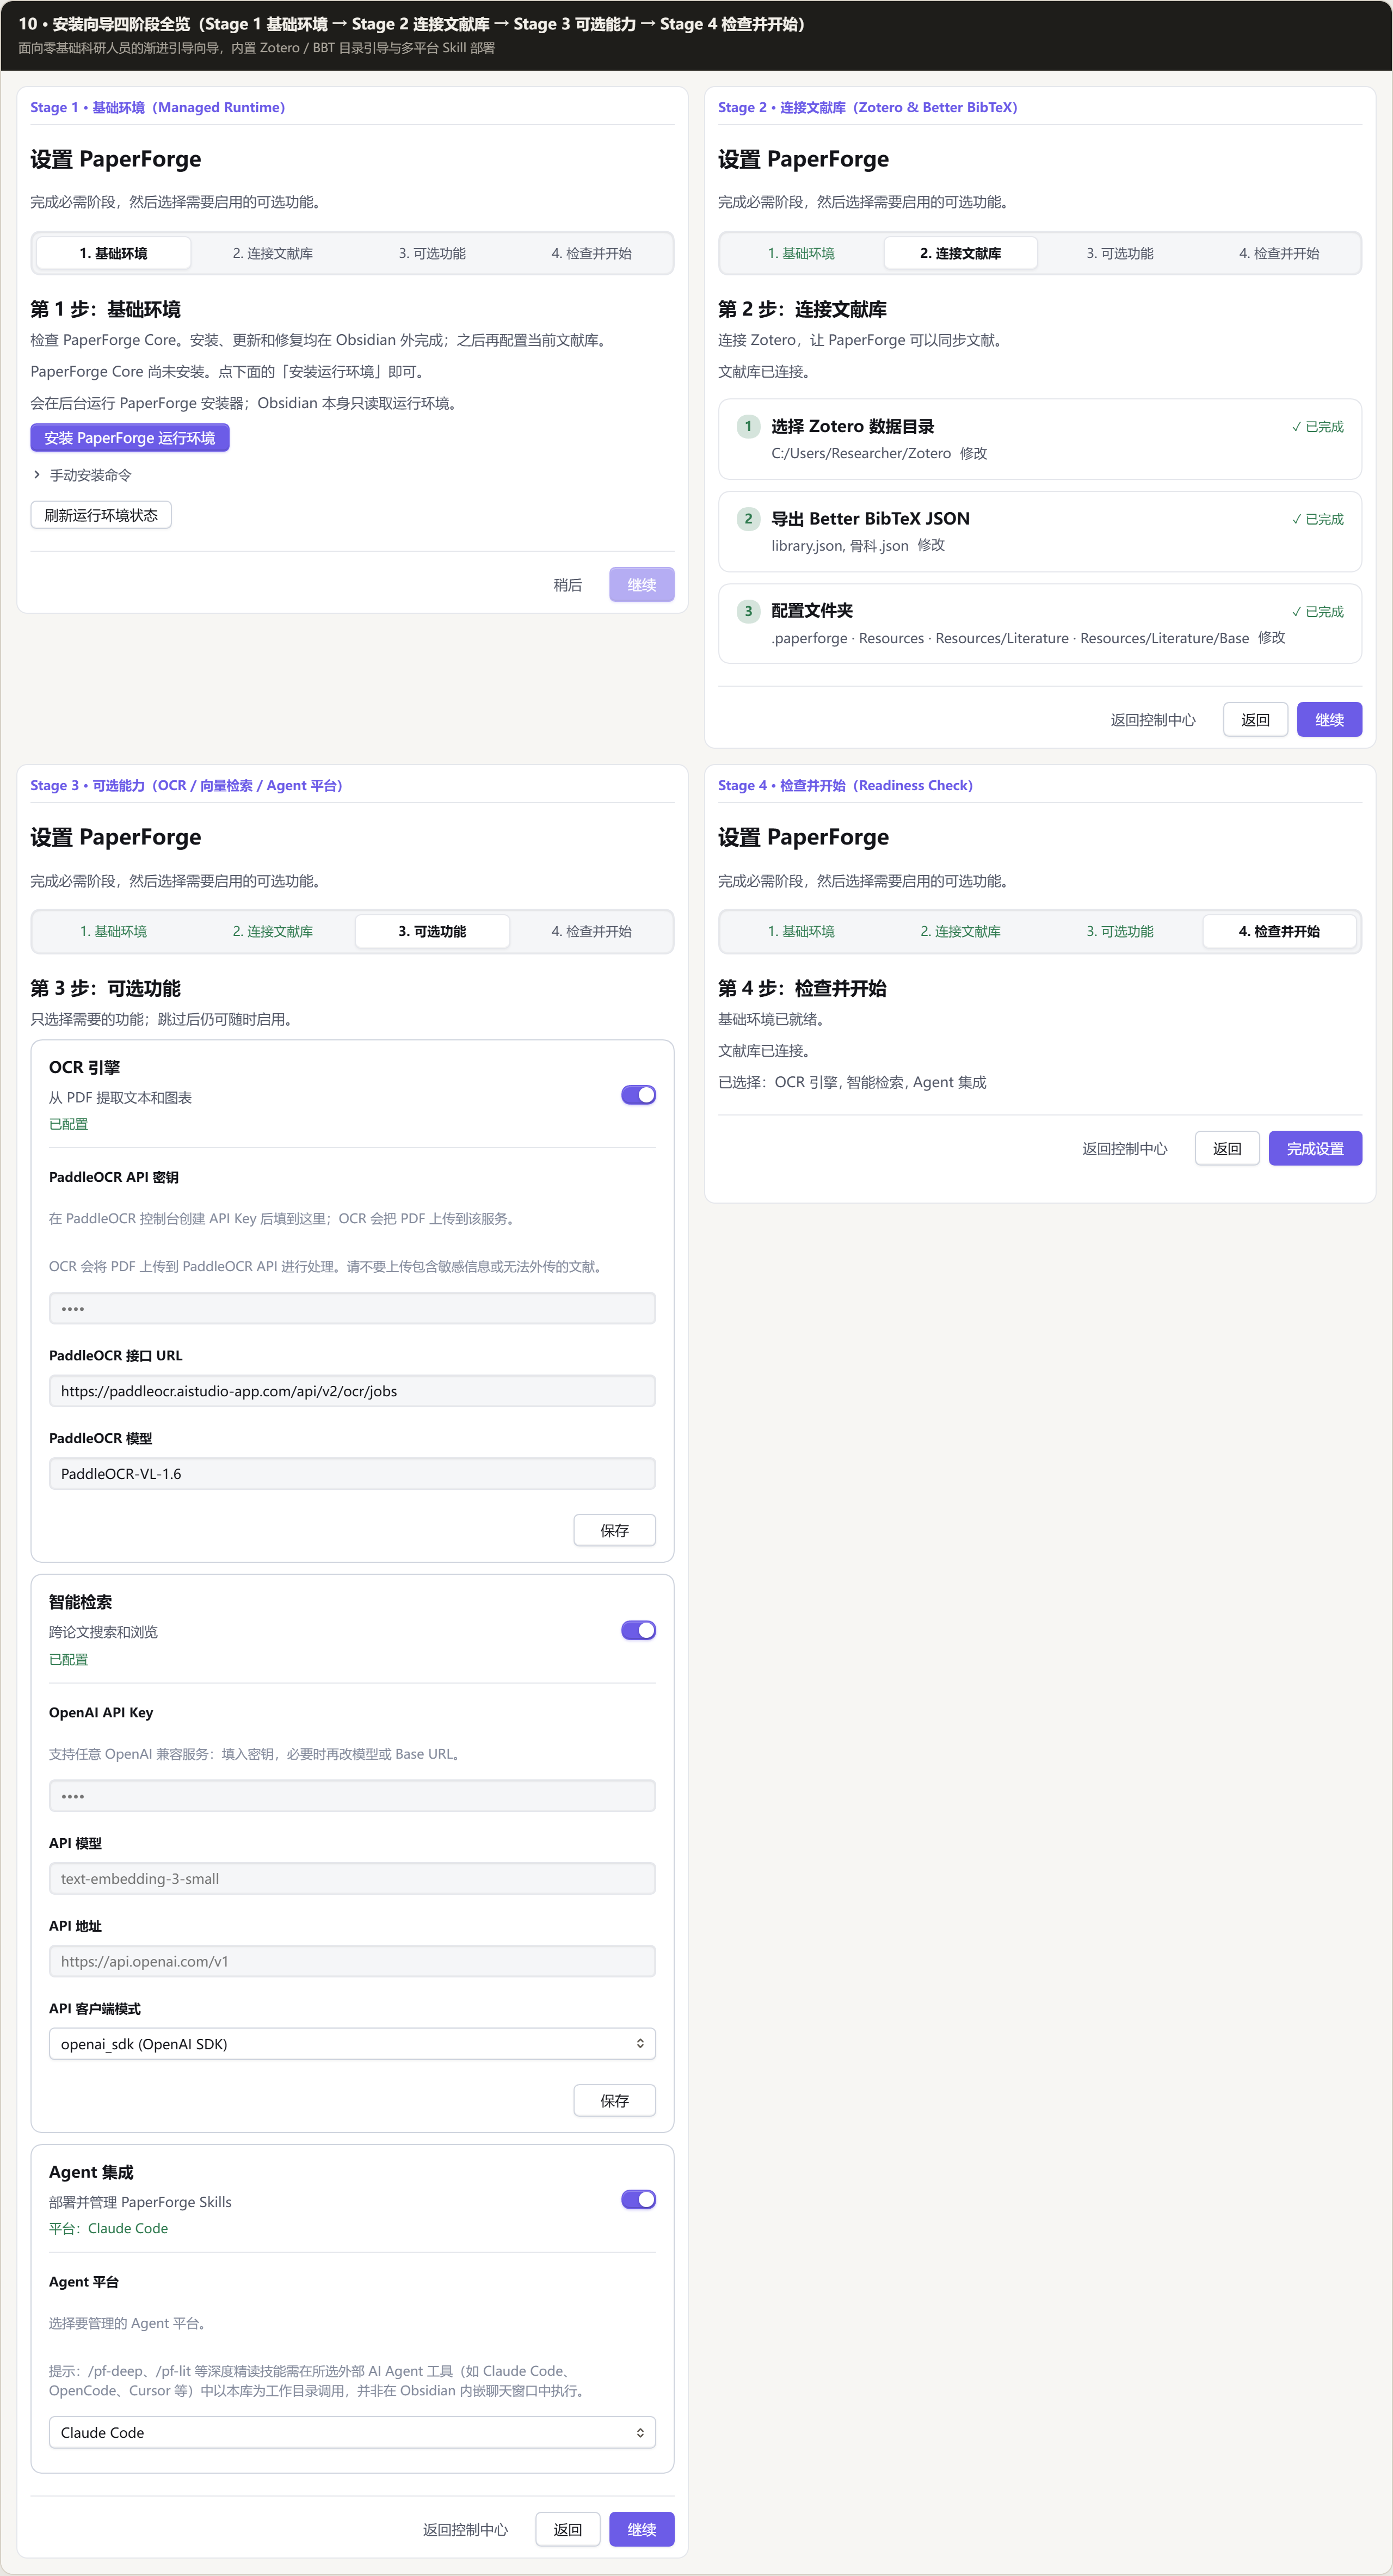 10 • 安装向导四阶段全览（Stage 1 基础环境 → Stage 2 连接文献库 → Stage 3 可选能力 → Stage 4 检查并开始）
面向零基础科研人员的渐进引导向导，内置 Zotero / BBT 目录引导与多平台 Skill 部署
Stage 1 • 基础环境（Managed Runtime）
设置 PaperForge
完成必需阶段，然后选择需要启用的可选功能。
1. 基础环境
2. 连接文献库
3. 可选功能
4. 检查并开始
第 1 步：基础环境
检查 PaperForge Core。安装、更新和修复均在 Obsidian 外完成；之后再配置当前文献库。
PaperForge Core 尚未安装。点下面的「安装运行环境」即可。
会在后台运行 PaperForge 安装器；Obsidian 本身只读取运行环境。
安装 PaperForge 运行环境
手动安装命令
刷新运行环境状态
稍后
继续
Stage 2 • 连接文献库（Zotero & Better BibTeX）
设置 PaperForge
完成必需阶段，然后选择需要启用的可选功能。
1. 基础环境
2. 连接文献库
3. 可选功能
4. 检查并开始
第 2 步：连接文献库
连接 Zotero，让 PaperForge 可以同步文献。
文献库已连接。
1 选择 Zotero 数据目录 ✓ 已完成
C:/Users/Researcher/Zotero 修改
2 导出 Better BibTeX JSON ✓ 已完成
library.json, 骨科.json 修改
3 配置文件夹 ✓ 已完成
.paperforge · Resources · Resources/Literature · Resources/Literature/Base 修改
返回控制中心
返回
继续
Stage 3 • 可选能力（OCR / 向量检索 / Agent 平台）
设置 PaperForge
完成必需阶段，然后选择需要启用的可选功能。
1. 基础环境
2. 连接文献库
3. 可选功能
4. 检查并开始
第 3 步：可选功能
只选择需要的功能；跳过后仍可随时启用。
OCR 引擎
从 PDF 提取文本和图表
已配置
PaddleOCR API 密钥
在 PaddleOCR 控制台创建 API Key 后填到这里；OCR 会把 PDF 上传到该服务。
OCR 会将 PDF 上传到 PaddleOCR API 进行处理。请不要上传包含敏感信息或无法外传的文献。
••••
PaddleOCR 接口 URL
https://paddleocr.aistudio-app.com/api/v2/ocr/jobs
PaddleOCR 模型
PaddleOCR-VL-1.6
保存
智能检索
跨论文搜索和浏览
已配置
OpenAI API Key
支持任意 OpenAI 兼容服务：填入密钥，必要时再改模型或 Base URL。
••••
API 模型
text-embedding-3-small
API 地址
https://api.openai.com/v1
API 客户端模式
openai_sdk (OpenAI SDK)
保存
Agent 集成
部署并管理 PaperForge Skills
平台：Claude Code
Agent 平台
选择要管理的 Agent 平台。
提示：/pf-deep、/pf-lit 等深度精读技能需在所选外部 AI Agent 工具（如 Claude Code、
OpenCode、Cursor 等）中以本库为工作目录调用，并非在 Obsidian 内嵌聊天窗口中执行。
Claude Code
返回控制中心
返回
继续
Stage 4 • 检查并开始（Readiness Check）
设置 PaperForge
完成必需阶段，然后选择需要启用的可选功能。
1. 基础环境
2. 连接文献库
3. 可选功能
4. 检查并开始
第 4 步：检查并开始
基础环境已就绪。
文献库已连接。
已选择：OCR 引擎, 智能检索, Agent 集成
返回控制中心
返回
完成设置